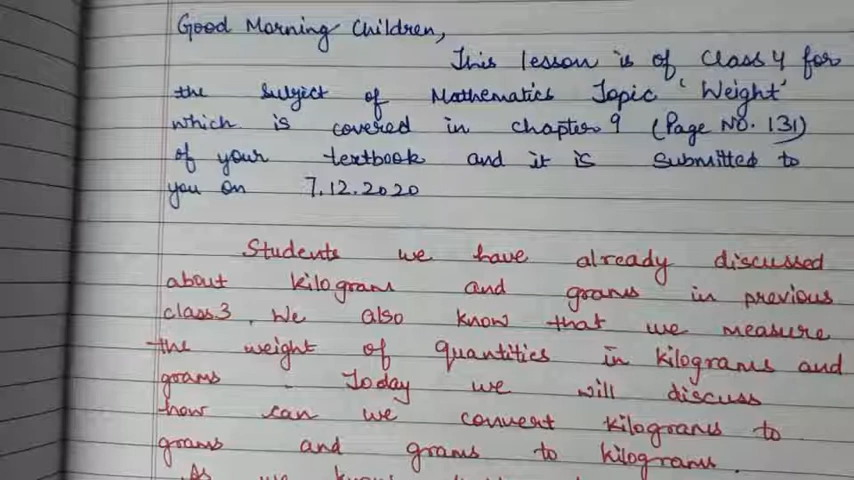 Good Morning Children,
This lesson is of Class 4 for
the subject of Mathematics Topic 'Weight'
which is covered in chapter 9 (Page No. 131)
of your textbook and it is submitted to
you on 7.12.2020
Students we have already discussed
about kilogram and grams in previous
class 3. We also know that we measure
the weight of quantities in kilograms and
grams. Today we will discuss
how can we convert kilograms to
grams and grams to kilograms.
As we know